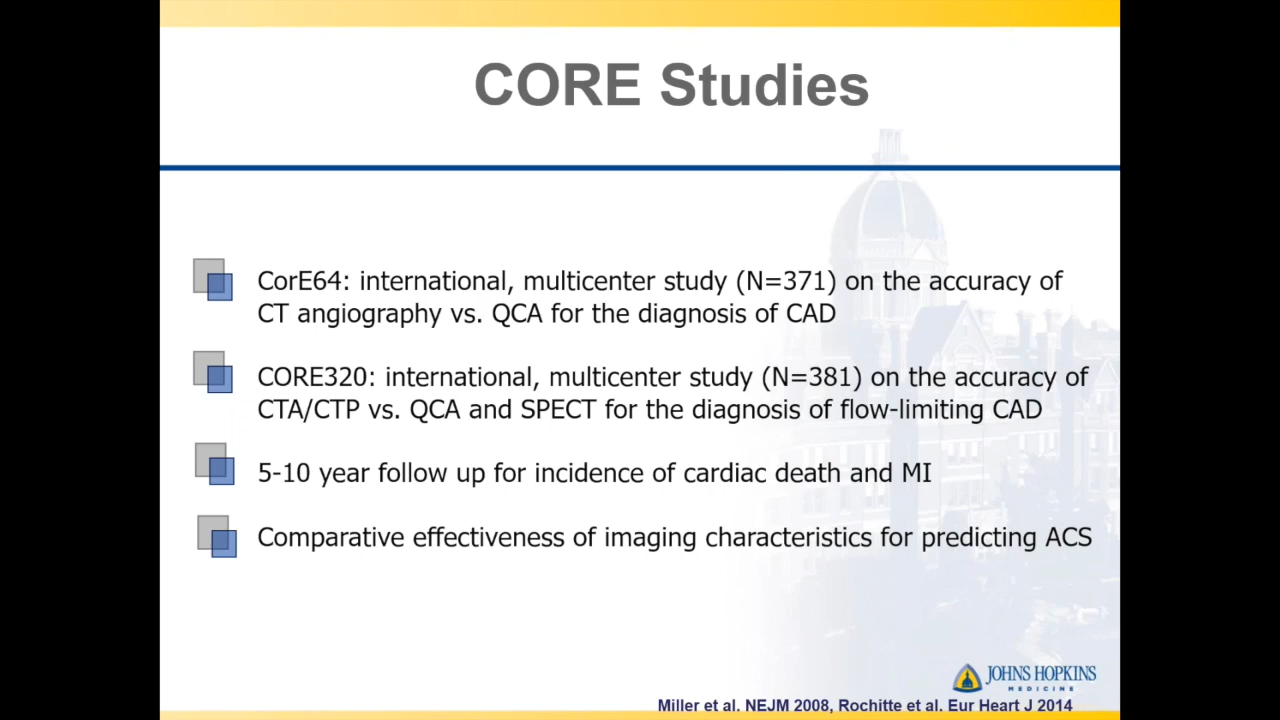 CORE Studies
CorE64: international, multicenter study (N=371) on the accuracy of
CT angiography vs. QCA for the diagnosis of CAD
CORE320: international, multicenter study (N=381) on the accuracy of
CTA/CTP vs. QCA and SPECT for the diagnosis of flow-limiting CAD
5-10 year follow up for incidence of cardiac death and MI
Comparative effectiveness of imaging characteristics for predicting ACS
JOHNS HOPKINS
MEDICINE
Miller et al. NEJM 2008, Rochitte et al. Eur Heart J 2014